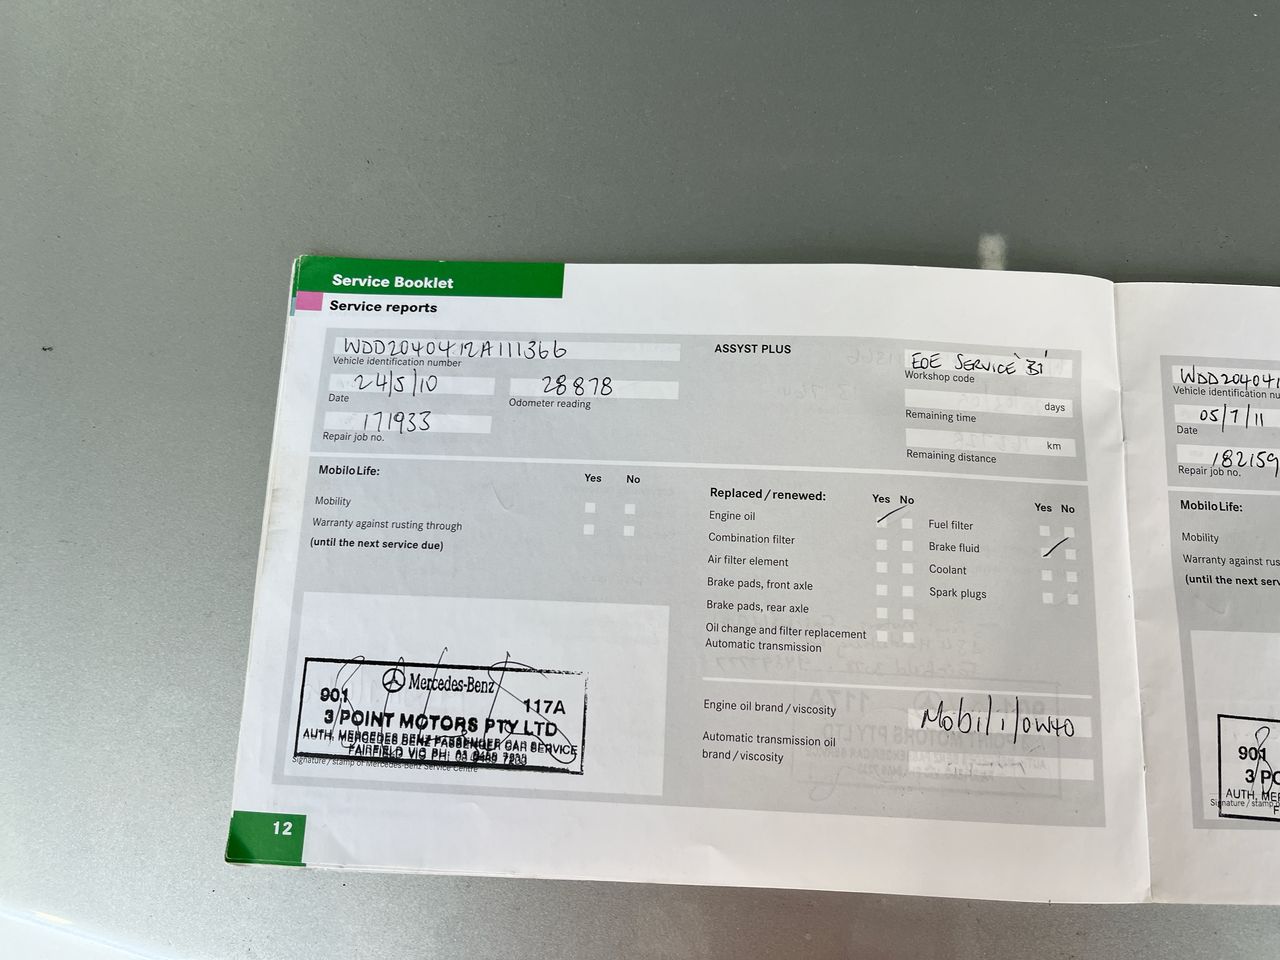 Service Booklet
Service reports
WDD2040412A111366
Vehicle identification number
24/5/10
Date
28878
Odometer reading
171933
Repair job no.
ASSYST PLUS
EOE SERVICE 'B1'
Workshop code
days
Remaining time
km
Remaining distance
MobiloLife:
Yes No
Mobility
Warranty against rusting through
(until the next service due)
Replaced / renewed:
Yes No
Engine oil
Combination filter
Air filter element
Brake pads, front axle
Brake pads, rear axle
Oil change and filter replacement
Automatic transmission
Yes No
Fuel filter
Brake fluid
Coolant
Spark plugs
Engine oil brand / viscosity
Mobil/1/0W40
Automatic transmission oil
brand / viscosity
Mercedes-Benz
901 117A
3 POINT MOTORS PTY LTD
AUTH. MERCEDES BENZ PASSENGER CAR SERVICE
FAIRFIELD VIC PH:
Signature / stamp of Mercedes-Benz Service Centre
12
WDD204041
Vehicle identification nu
05/7/11
Date
182159
Repair job no.
MobiloLife:
Mobility
Warranty against rus
(until the next serv
901
3 PO
AUTH. ME
F
Signature / stamp o